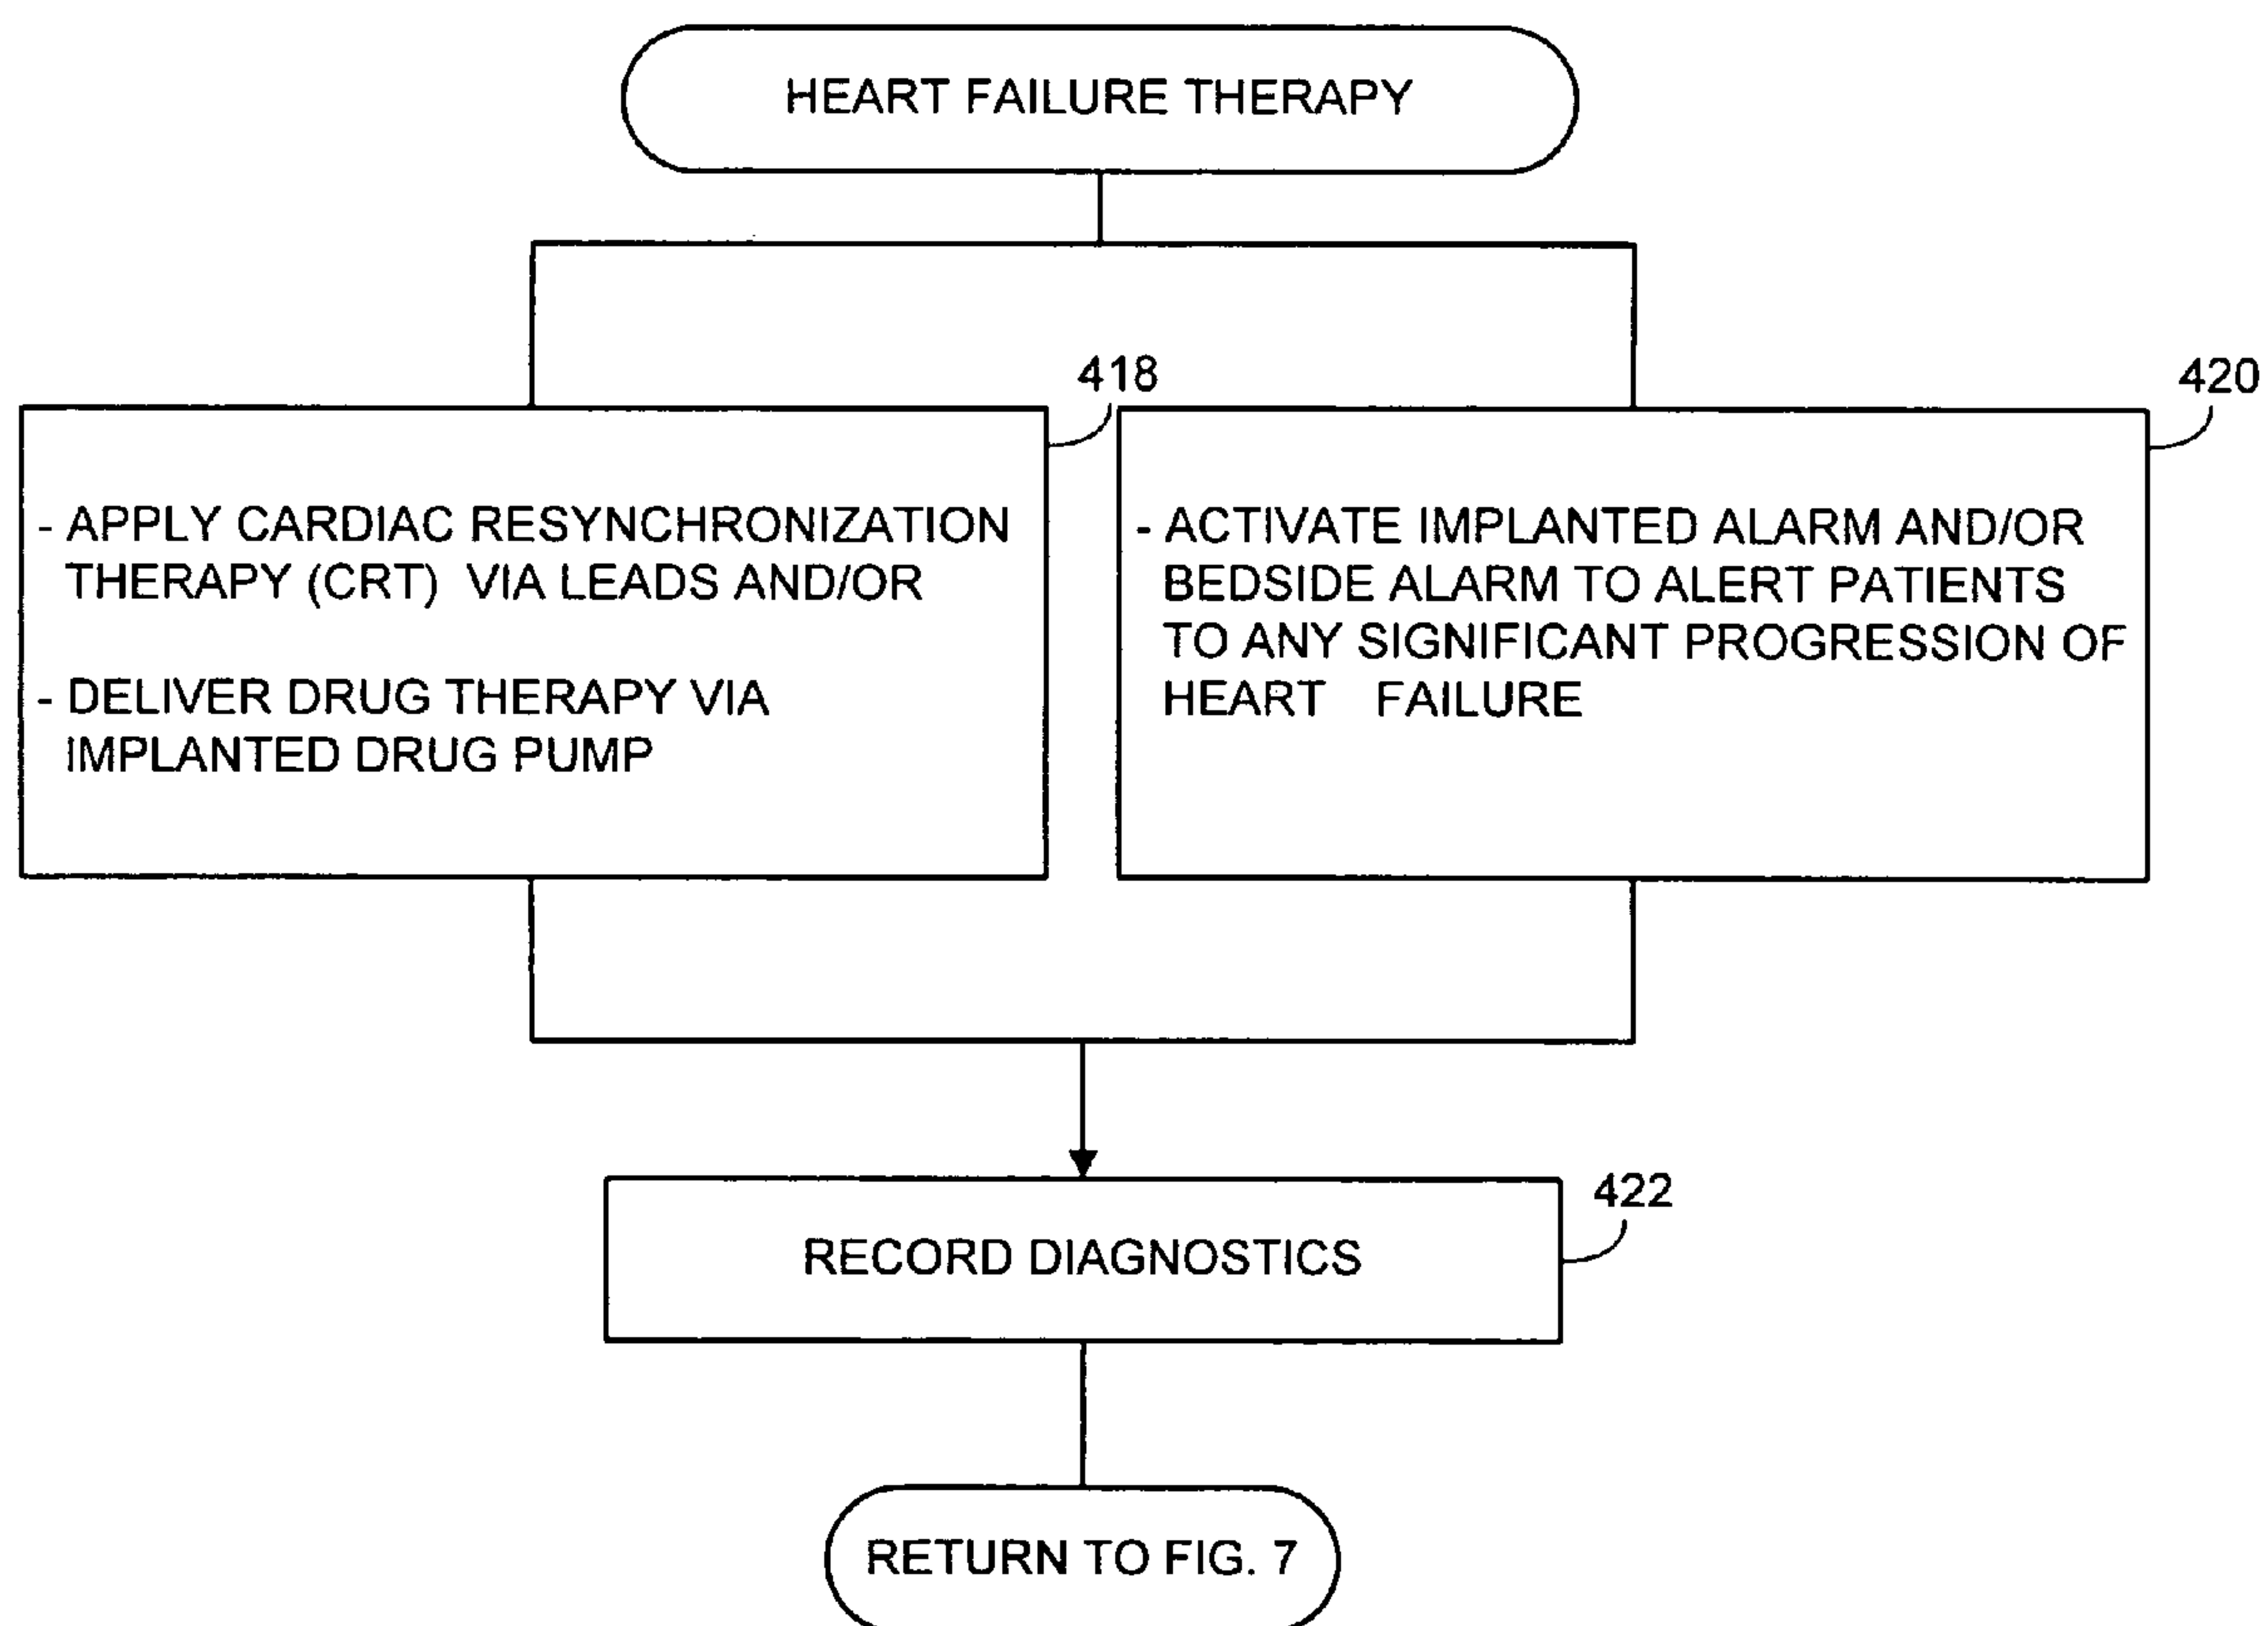 HEART FAILURE THERAPY
418
- APPLY CARDIAC RESYNCHRONIZATION
THERAPY (CRT) VIA LEADS AND/OR
- DELIVER DRUG THERAPY VIA
IMPLANTED DRUG PUMP
420
- ACTIVATE IMPLANTED ALARM AND/OR
BEDSIDE ALARM TO ALERT PATIENTS
TO ANY SIGNIFICANT PROGRESSION OF
HEART FAILURE
422
RECORD DIAGNOSTICS
RETURN TO FIG. 7